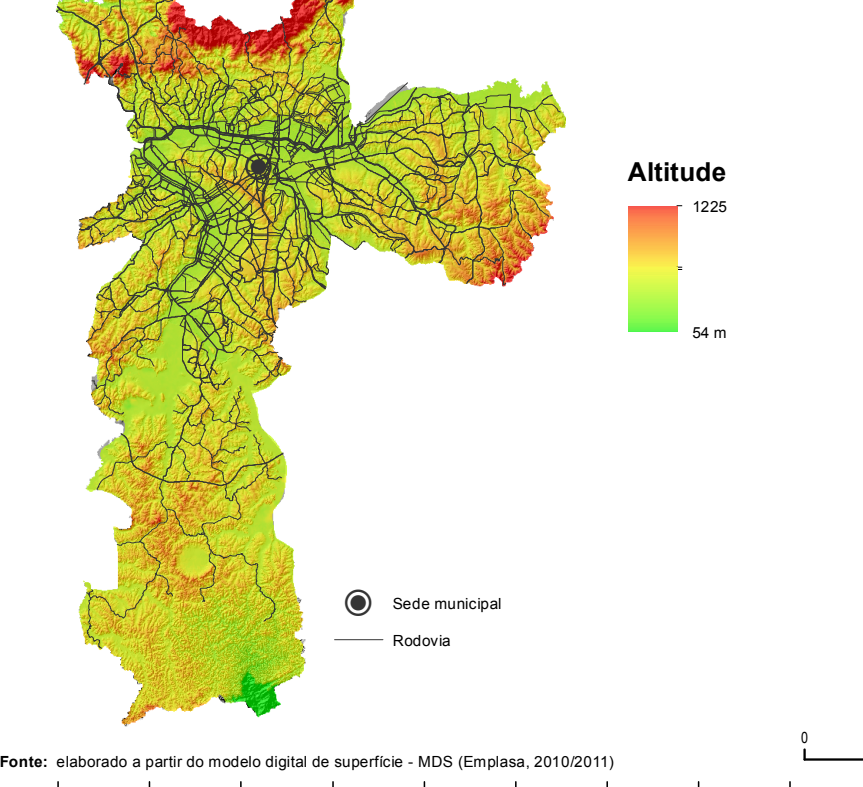 Altitude
1225
54 m
Sede municipal
Rodovia
0
Fonte: elaborado a partir do modelo digital de superfície - MDS (Emplasa, 2010/2011)